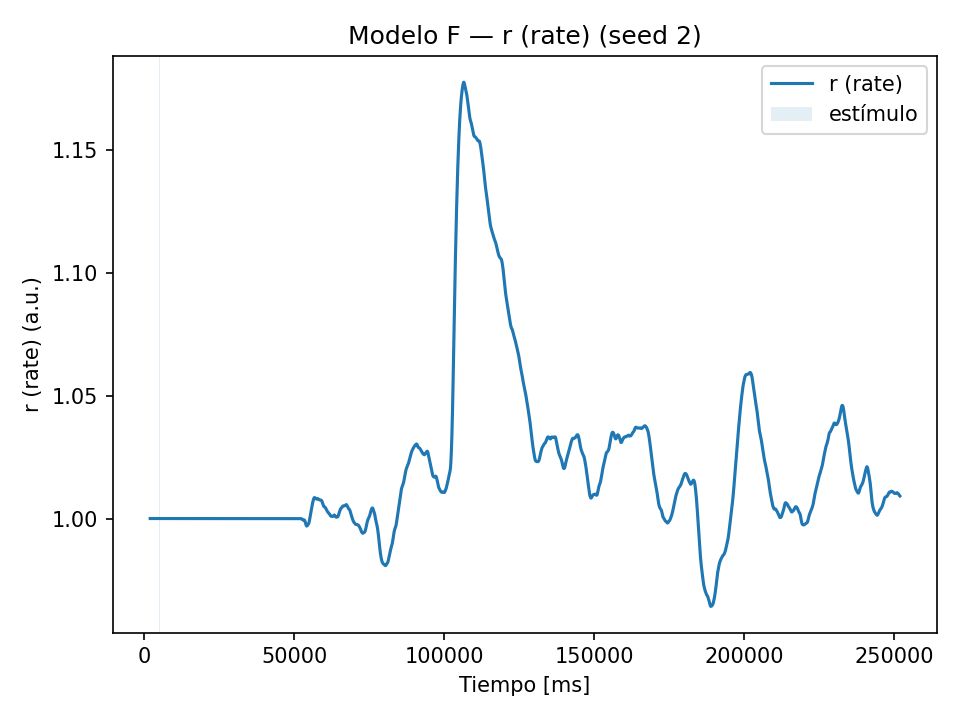 Modelo F — r (rate) (seed 2)
r (rate)
estímulo
r (rate) (a.u.)
1.15
1.10
1.05
1.00
0
50000
100000
150000
200000
250000
Tiempo [ms]